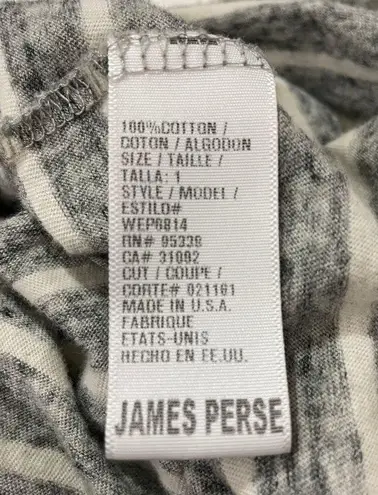 100%COTTON /
COTON / ALGODON
SIZE / TAILLE /
TALLA: 1
STYLE / MODEL /
ESTILO#
WEP6814
RN# 95338
CA# 31092
CUT / COUPE /
CORTE# 021101
MADE IN U.S.A.
FABRIQUE
ETATS-UNIS
HECHO EN EE.UU.
JAMES PERSE